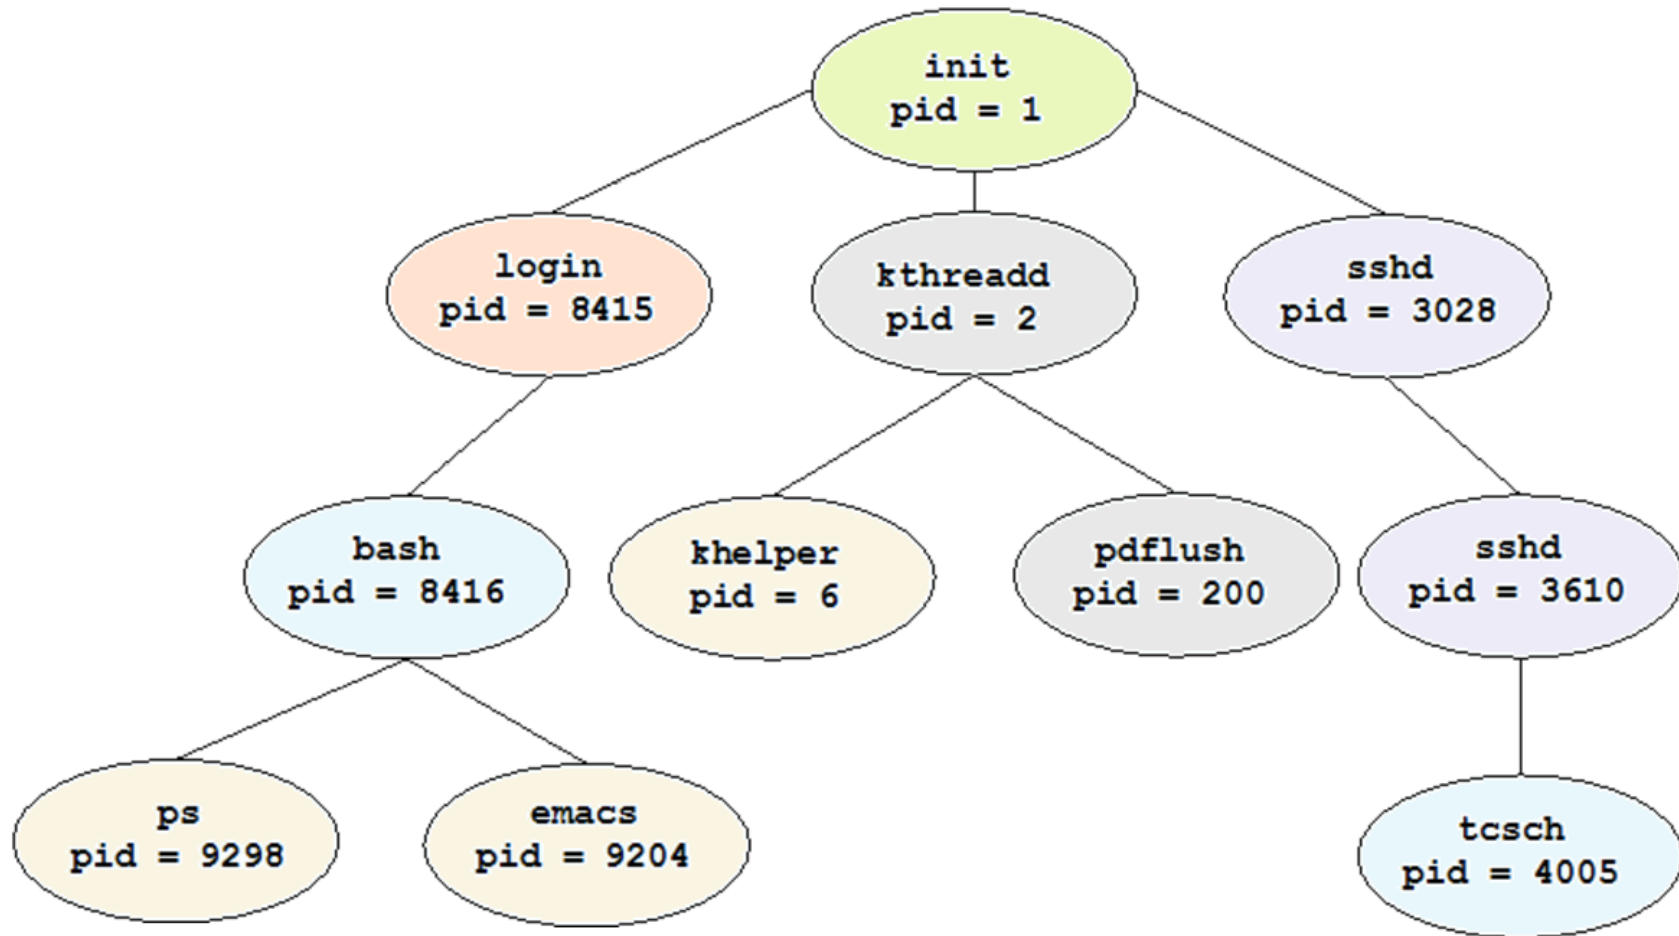 init
pid = 1
login
pid = 8415
kthreadd
pid = 2
sshd
pid = 3028
bash
pid = 8416
khelper
pid = 6
pdflush
pid = 200
sshd
pid = 3610
ps
pid = 9298
emacs
pid = 9204
tcsch
pid = 4005